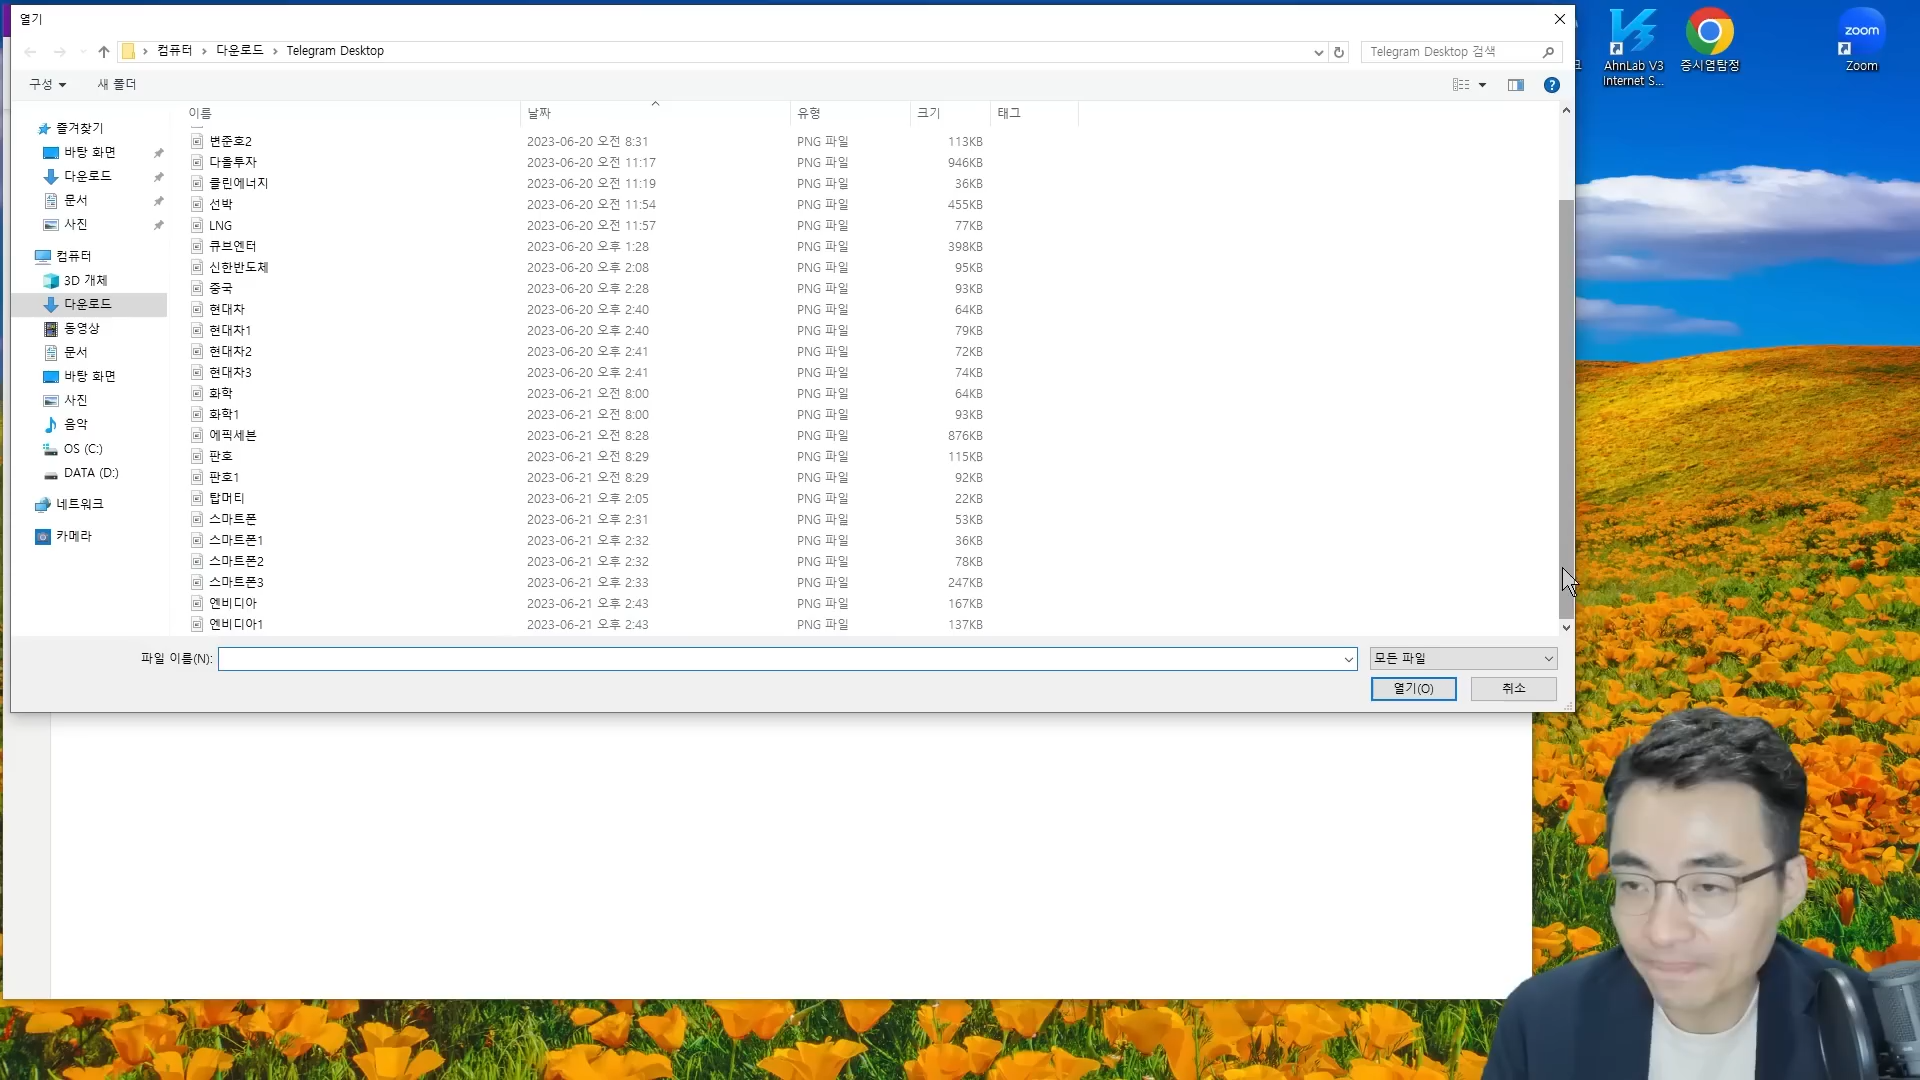 열기
컴퓨터 다운로드 Telegram Desktop
Telegram Desktop 검색
구성 새 폴더
이름 날짜 유형 크기 태그
변준호2 2023-06-20 오전 8:31 PNG 파일 113KB
다올투자 2023-06-20 오전 11:17 PNG 파일 946KB
클린에너지 2023-06-20 오전 11:19 PNG 파일 36KB
선박 2023-06-20 오전 11:54 PNG 파일 455KB
LNG 2023-06-20 오전 11:57 PNG 파일 77KB
큐브엔터 2023-06-20 오후 1:28 PNG 파일 398KB
신한반도체 2023-06-20 오후 2:08 PNG 파일 95KB
중국 2023-06-20 오후 2:28 PNG 파일 93KB
현대차 2023-06-20 오후 2:40 PNG 파일 64KB
현대차1 2023-06-20 오후 2:40 PNG 파일 79KB
현대차2 2023-06-20 오후 2:41 PNG 파일 72KB
현대차3 2023-06-20 오후 2:41 PNG 파일 74KB
화학 2023-06-21 오전 8:00 PNG 파일 64KB
화학1 2023-06-21 오전 8:00 PNG 파일 93KB
에픽세븐 2023-06-21 오전 8:28 PNG 파일 876KB
판호 2023-06-21 오전 8:29 PNG 파일 115KB
판호1 2023-06-21 오전 8:29 PNG 파일 92KB
탑머티 2023-06-21 오후 2:05 PNG 파일 22KB
스마트폰 2023-06-21 오후 2:31 PNG 파일 53KB
스마트폰1 2023-06-21 오후 2:32 PNG 파일 36KB
스마트폰2 2023-06-21 오후 2:32 PNG 파일 78KB
스마트폰3 2023-06-21 오후 2:33 PNG 파일 247KB
엔비디아 2023-06-21 오후 2:43 PNG 파일 167KB
엔비디아1 2023-06-21 오후 2:43 PNG 파일 137KB
즐겨찾기
바탕 화면
다운로드
문서
사진
컴퓨터
3D 개체
다운로드
동영상
문서
바탕 화면
사진
음악
OS (C:)
DATA (D:)
네트워크
카메라
파일 이름(N):
모든 파일
열기(O) 취소
AhnLab V3
Internet S...
증시염탐정
zoom
Zoom